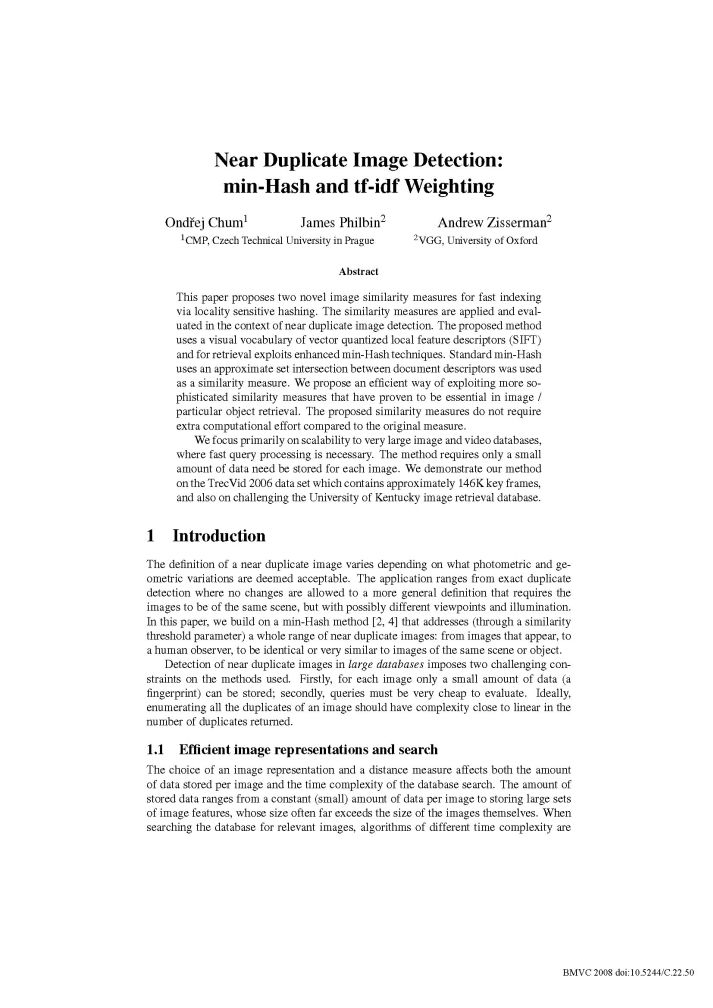 Near Duplicate Image Detection:
min-Hash and tf-idf Weighting
Ondřej Chum1 James Philbin2 Andrew Zisserman2
1CMP, Czech Technical University in Prague 2VGG, University of Oxford
Abstract
This paper proposes two novel image similarity measures for fast indexing
via locality sensitive hashing. The similarity measures are applied and eval-
uated in the context of near duplicate image detection. The proposed method
uses a visual vocabulary of vector quantized local feature descriptors (SIFT)
and for retrieval exploits enhanced min-Hash techniques. Standard min-Hash
uses an approximate set intersection between document descriptors was used
as a similarity measure. We propose an efficient way of exploiting more so-
phisticated similarity measures that have proven to be essential in image /
particular object retrieval. The proposed similarity measures do not require
extra computational effort compared to the original measure.
We focus primarily on scalability to very large image and video databases,
where fast query processing is necessary. The method requires only a small
amount of data need be stored for each image. We demonstrate our method
on the TrecVid 2006 data set which contains approximately 146K key frames,
and also on challenging the University of Kentucky image retrieval database.
1 Introduction
The definition of a near duplicate image varies depending on what photometric and ge-
ometric variations are deemed acceptable. The application ranges from exact duplicate
detection where no changes are allowed to a more general definition that requires the
images to be of the same scene, but with possibly different viewpoints and illumination.
In this paper, we build on a min-Hash method [2, 4] that addresses (through a similarity
threshold parameter) a whole range of near duplicate images: from images that appear, to
a human observer, to be identical or very similar to images of the same scene or object.
Detection of near duplicate images in large databases imposes two challenging con-
straints on the methods used. Firstly, for each image only a small amount of data (a
fingerprint) can be stored; secondly, queries must be very cheap to evaluate. Ideally,
enumerating all the duplicates of an image should have complexity close to linear in the
number of duplicates returned.
1.1 Efficient image representations and search
The choice of an image representation and a distance measure affects both the amount
of data stored per image and the time complexity of the database search. The amount of
stored data ranges from a constant (small) amount of data per image to storing large sets
of image features, whose size often far exceeds the size of the images themselves. When
searching the database for relevant images, algorithms of different time complexity are
BMVC 2008 doi:10.5244/C.22.50